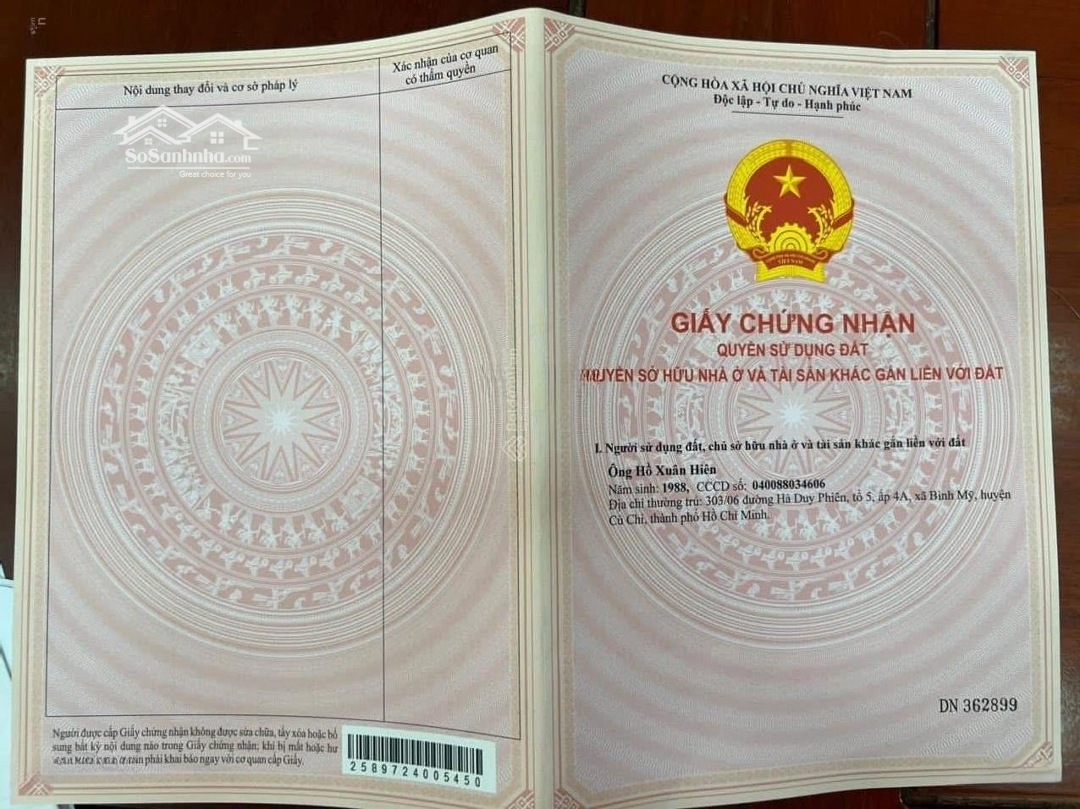 Nội dung thay đổi và cơ sở pháp lý
Xác nhận của cơ quan
có thẩm quyền
SoSanhnha.com
Great choice for you
Người được cấp Giấy chứng nhận không được sửa chữa, tẩy xóa hoặc bổ
sung bất kỳ nội dung nào trong Giấy chứng nhận; khi bị mất hoặc hư
phải khai báo ngay với cơ quan cấp Giấy.
2589724005450
CỘNG HÒA XÃ HỘI CHỦ NGHĨA VIỆT NAM
Độc lập - Tự do - Hạnh phúc
VIỆT NAM
GIẤY CHỨNG NHẬN
QUYỀN SỬ DỤNG ĐẤT
SỞ HỮU NHÀ Ở VÀ TÀI SẢN KHÁC GẮN LIỀN VỚI ĐẤT
I. Người sử dụng đất, chủ sở hữu nhà ở và tài sản khác gắn liền với đất
Ông Hồ Xuân Hiên
Năm sinh: 1988, CCCD số: 040088034606
Địa chỉ thường trú: 303/06 đường Hà Duy Phiên, tổ 5, ấp 4A, xã Bình Mỹ, huyện
Củ Chi, thành phố Hồ Chí Minh.
DN 362899